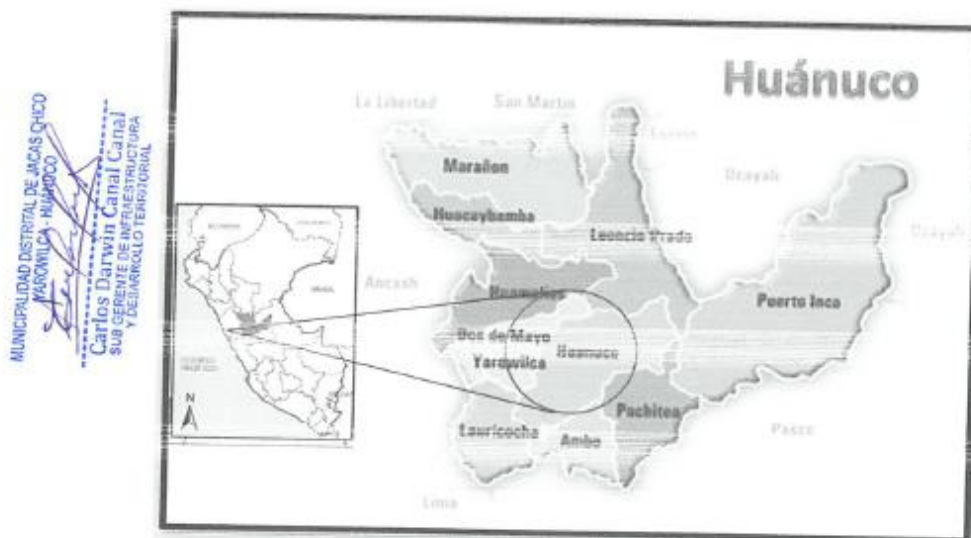 MUNICIPALIDAD DISTRITAL DE JACAS CHICO
YAROWILCA - HUÁNUCO
Carlos Darwin Canal Canal
SUB GERENTE DE INFRAESTRUCTURA
Y DESARROLLO TERRITORIAL
Huánuco
La Libertad
San Martin
Loreto
Ucayali
Ucayali
Marañon
Huacaybamba
Leoncio Prado
Ancash
Huamalies
Puerto Inca
Dos de Mayo
Huanuco
Yarowilca
Pachitea
Lauricocha
Ambo
Pasco
Lima
N